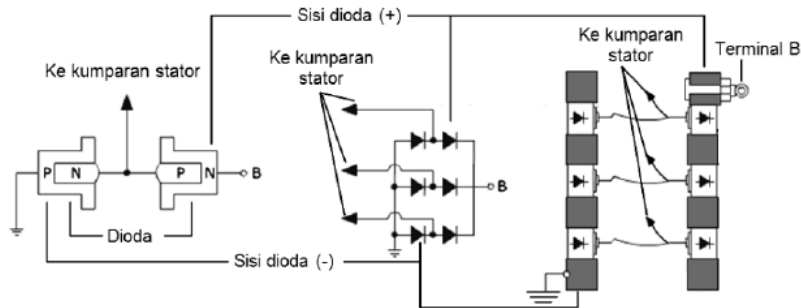 Sisi dioda (+)
Ke kumparan stator
Ke kumparan
stator
Ke kumparan
stator
Terminal B
P N P N B
B
Dioda
Sisi dioda (-)